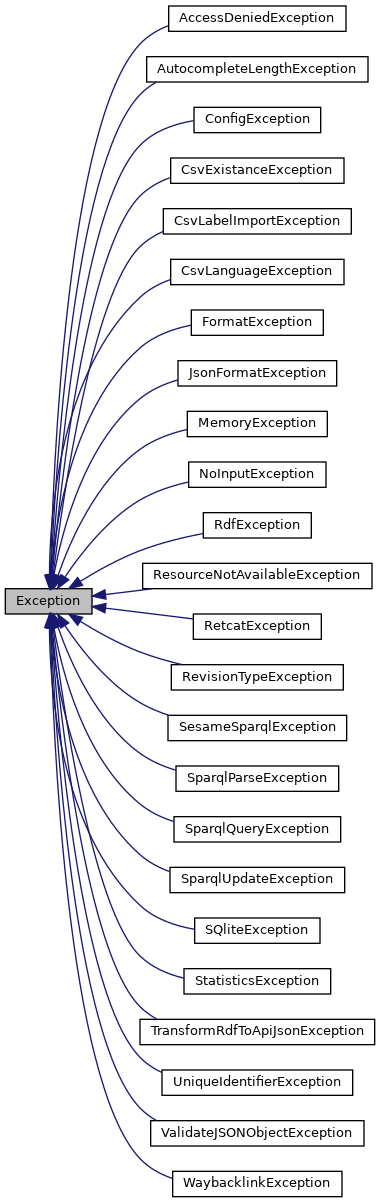 AccessDeniedException
AutocompleteLengthException
ConfigException
CsvExistanceException
CsvLabelImportException
CsvLanguageException
FormatException
JsonFormatException
MemoryException
NoInputException
RdfException
ResourceNotAvailableException
Exception
RetcatException
RevisionTypeException
SesameSparqlException
SparqlParseException
SparqlQueryException
SparqlUpdateException
SQliteException
StatisticsException
TransformRdfToApiJsonException
UniqueIdentifierException
ValidateJSONObjectException
WaybacklinkException